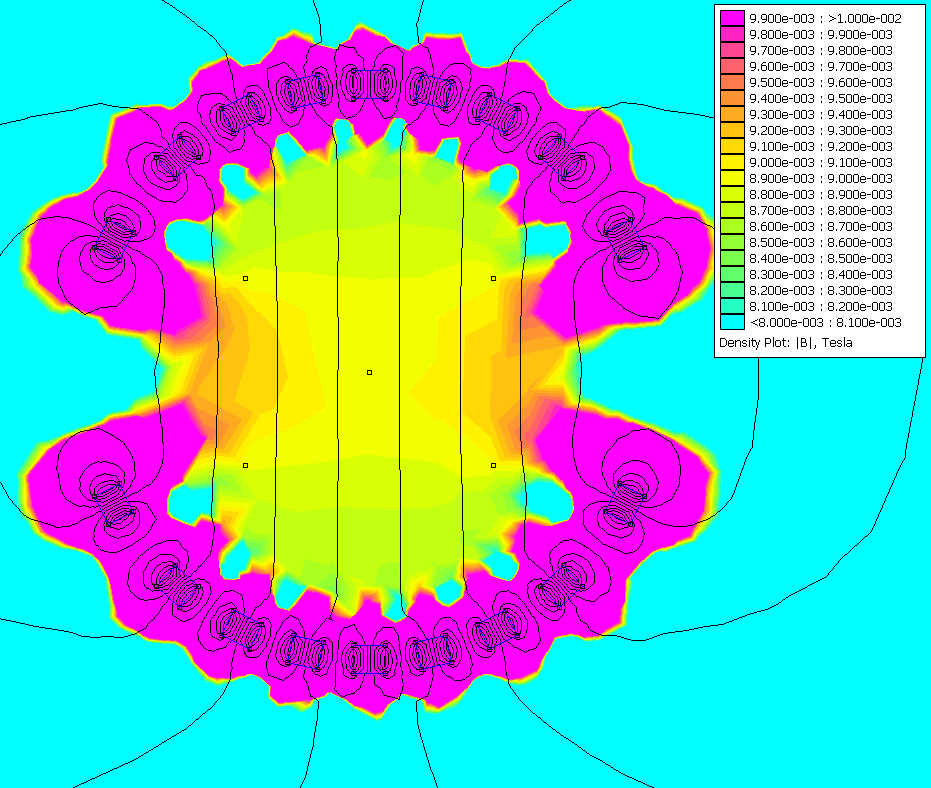 9.900e-003 : >1.000e-002
9.800e-003 : 9.900e-003
9.700e-003 : 9.800e-003
9.600e-003 : 9.700e-003
9.500e-003 : 9.600e-003
9.400e-003 : 9.500e-003
9.300e-003 : 9.400e-003
9.200e-003 : 9.300e-003
9.100e-003 : 9.200e-003
9.000e-003 : 9.100e-003
8.900e-003 : 9.000e-003
8.800e-003 : 8.900e-003
8.700e-003 : 8.800e-003
8.600e-003 : 8.700e-003
8.500e-003 : 8.600e-003
8.400e-003 : 8.500e-003
8.300e-003 : 8.400e-003
8.200e-003 : 8.300e-003
8.100e-003 : 8.200e-003
<8.000e-003 : 8.100e-003
Density Plot: |B|, Tesla